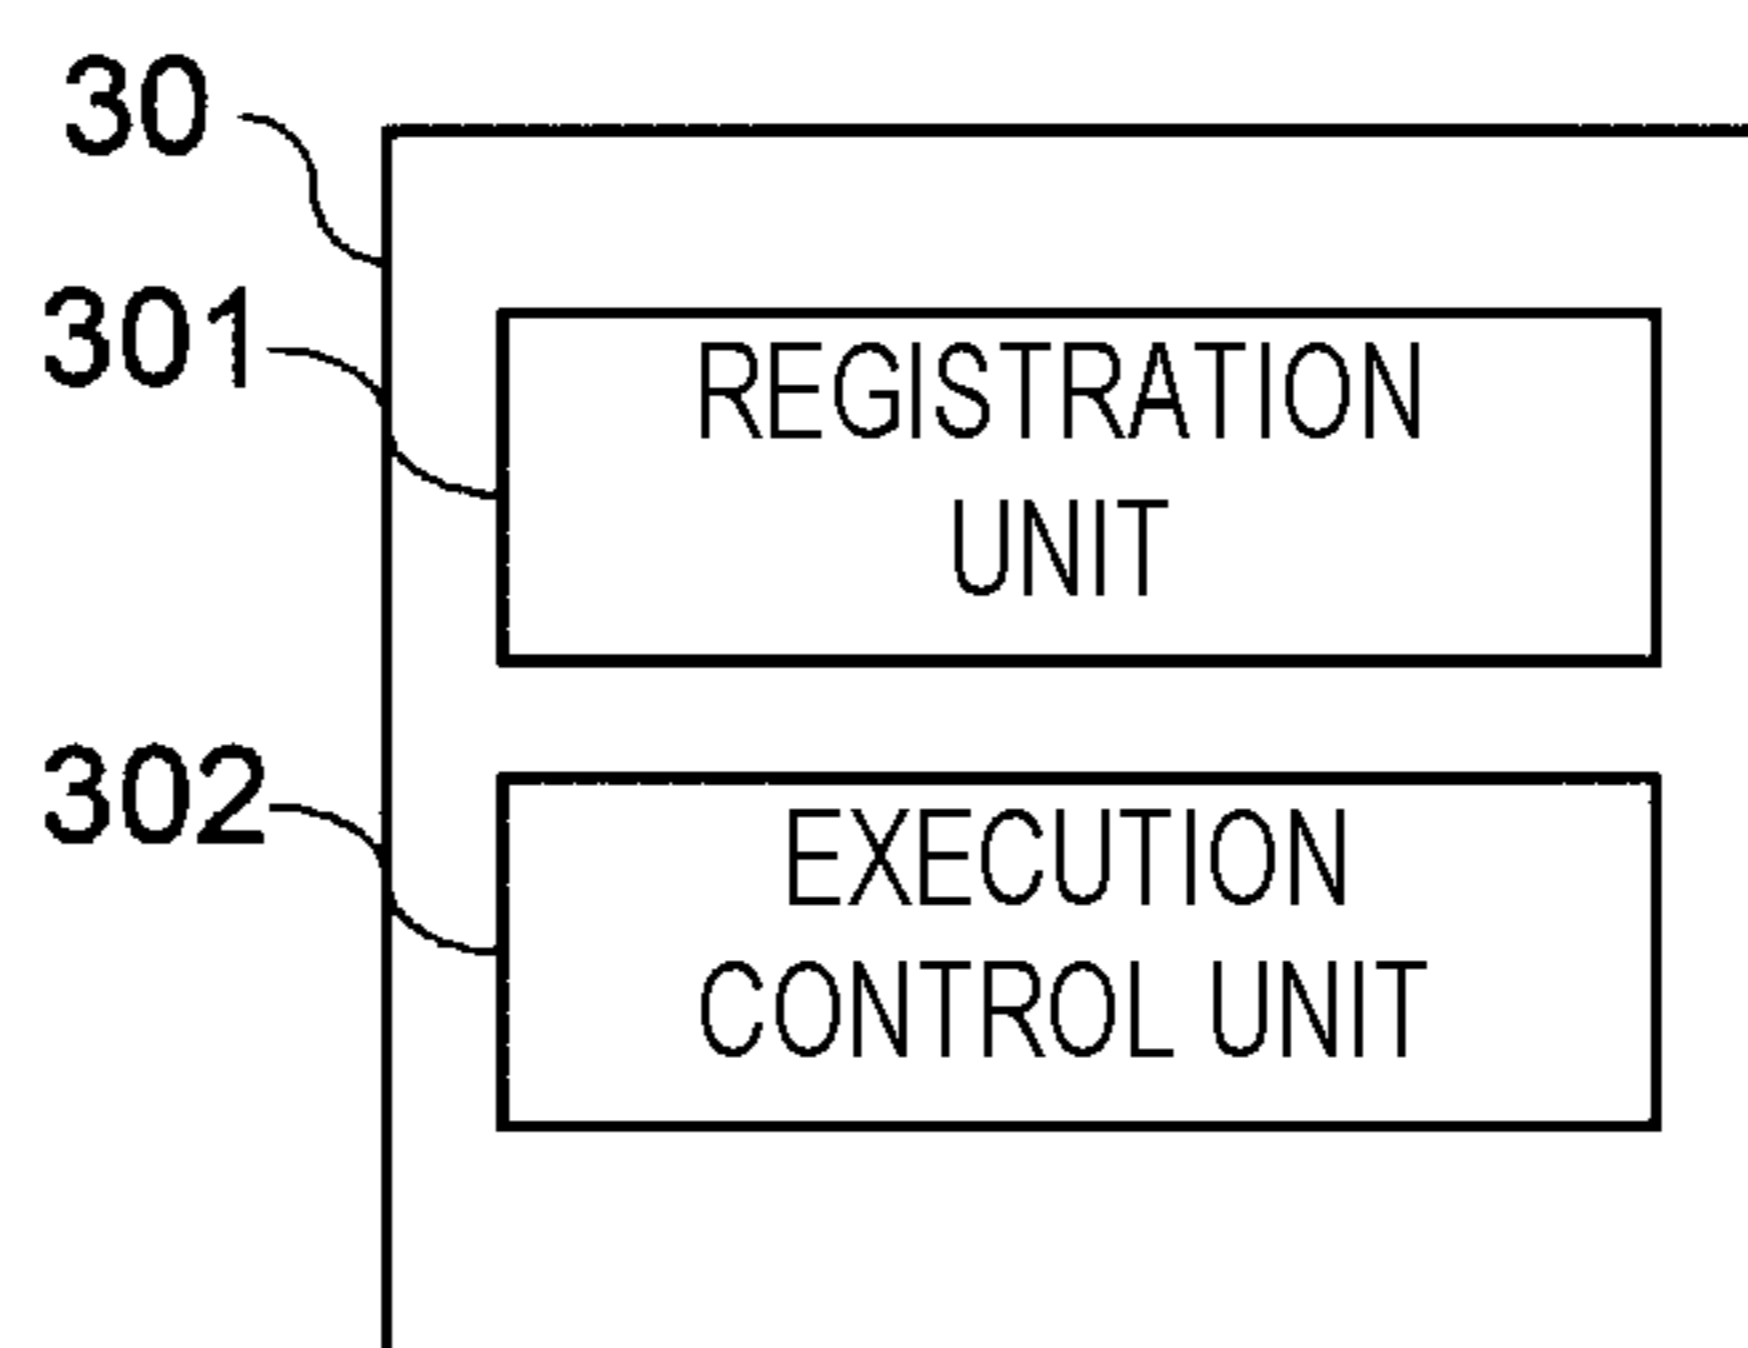 30
301
REGISTRATION
UNIT
302
EXECUTION
CONTROL UNIT